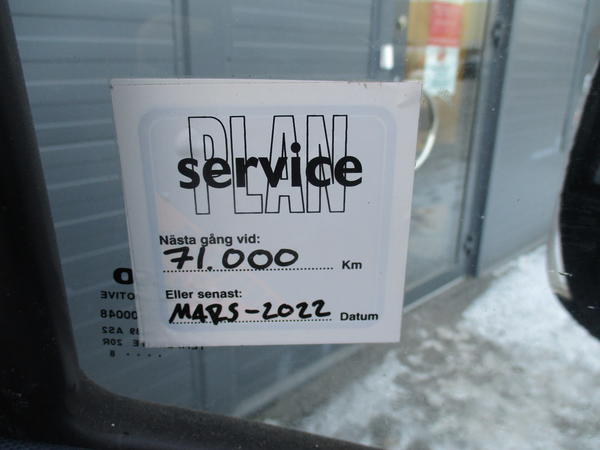 PLAN
service
Nästa gång vid:
71.000 Km
Eller senast:
MARS-2022 Datum